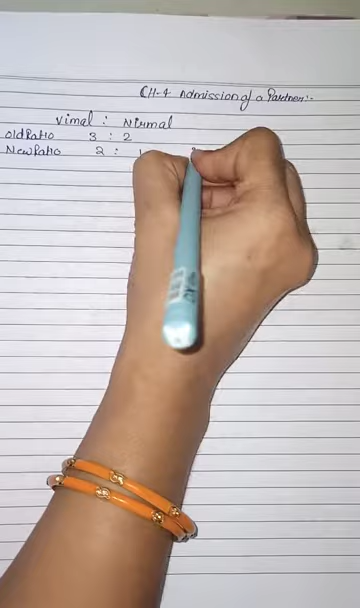 CH-4 Admission of a Partner:-
Vimal : Nirmal
Old Ratio 3 : 2
New Ratio 2 : 1